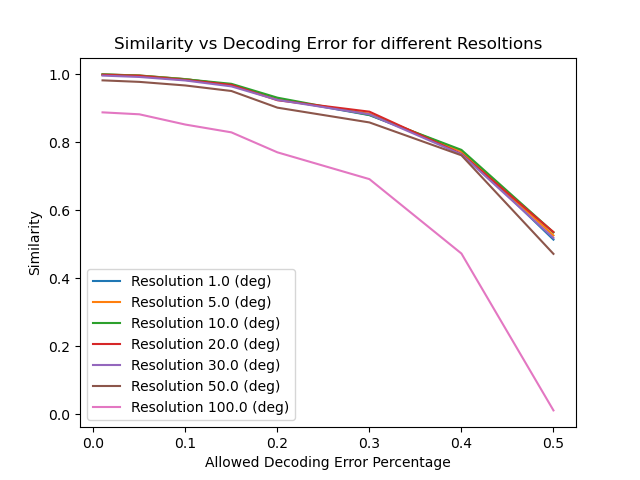 Similarity vs Decoding Error for different Resoltions
1.0
0.8
0.6
0.4
0.2
0.0
Similarity
Resolution 1.0 (deg)
Resolution 5.0 (deg)
Resolution 10.0 (deg)
Resolution 20.0 (deg)
Resolution 30.0 (deg)
Resolution 50.0 (deg)
Resolution 100.0 (deg)
0.0 0.1 0.2 0.3 0.4 0.5
Allowed Decoding Error Percentage